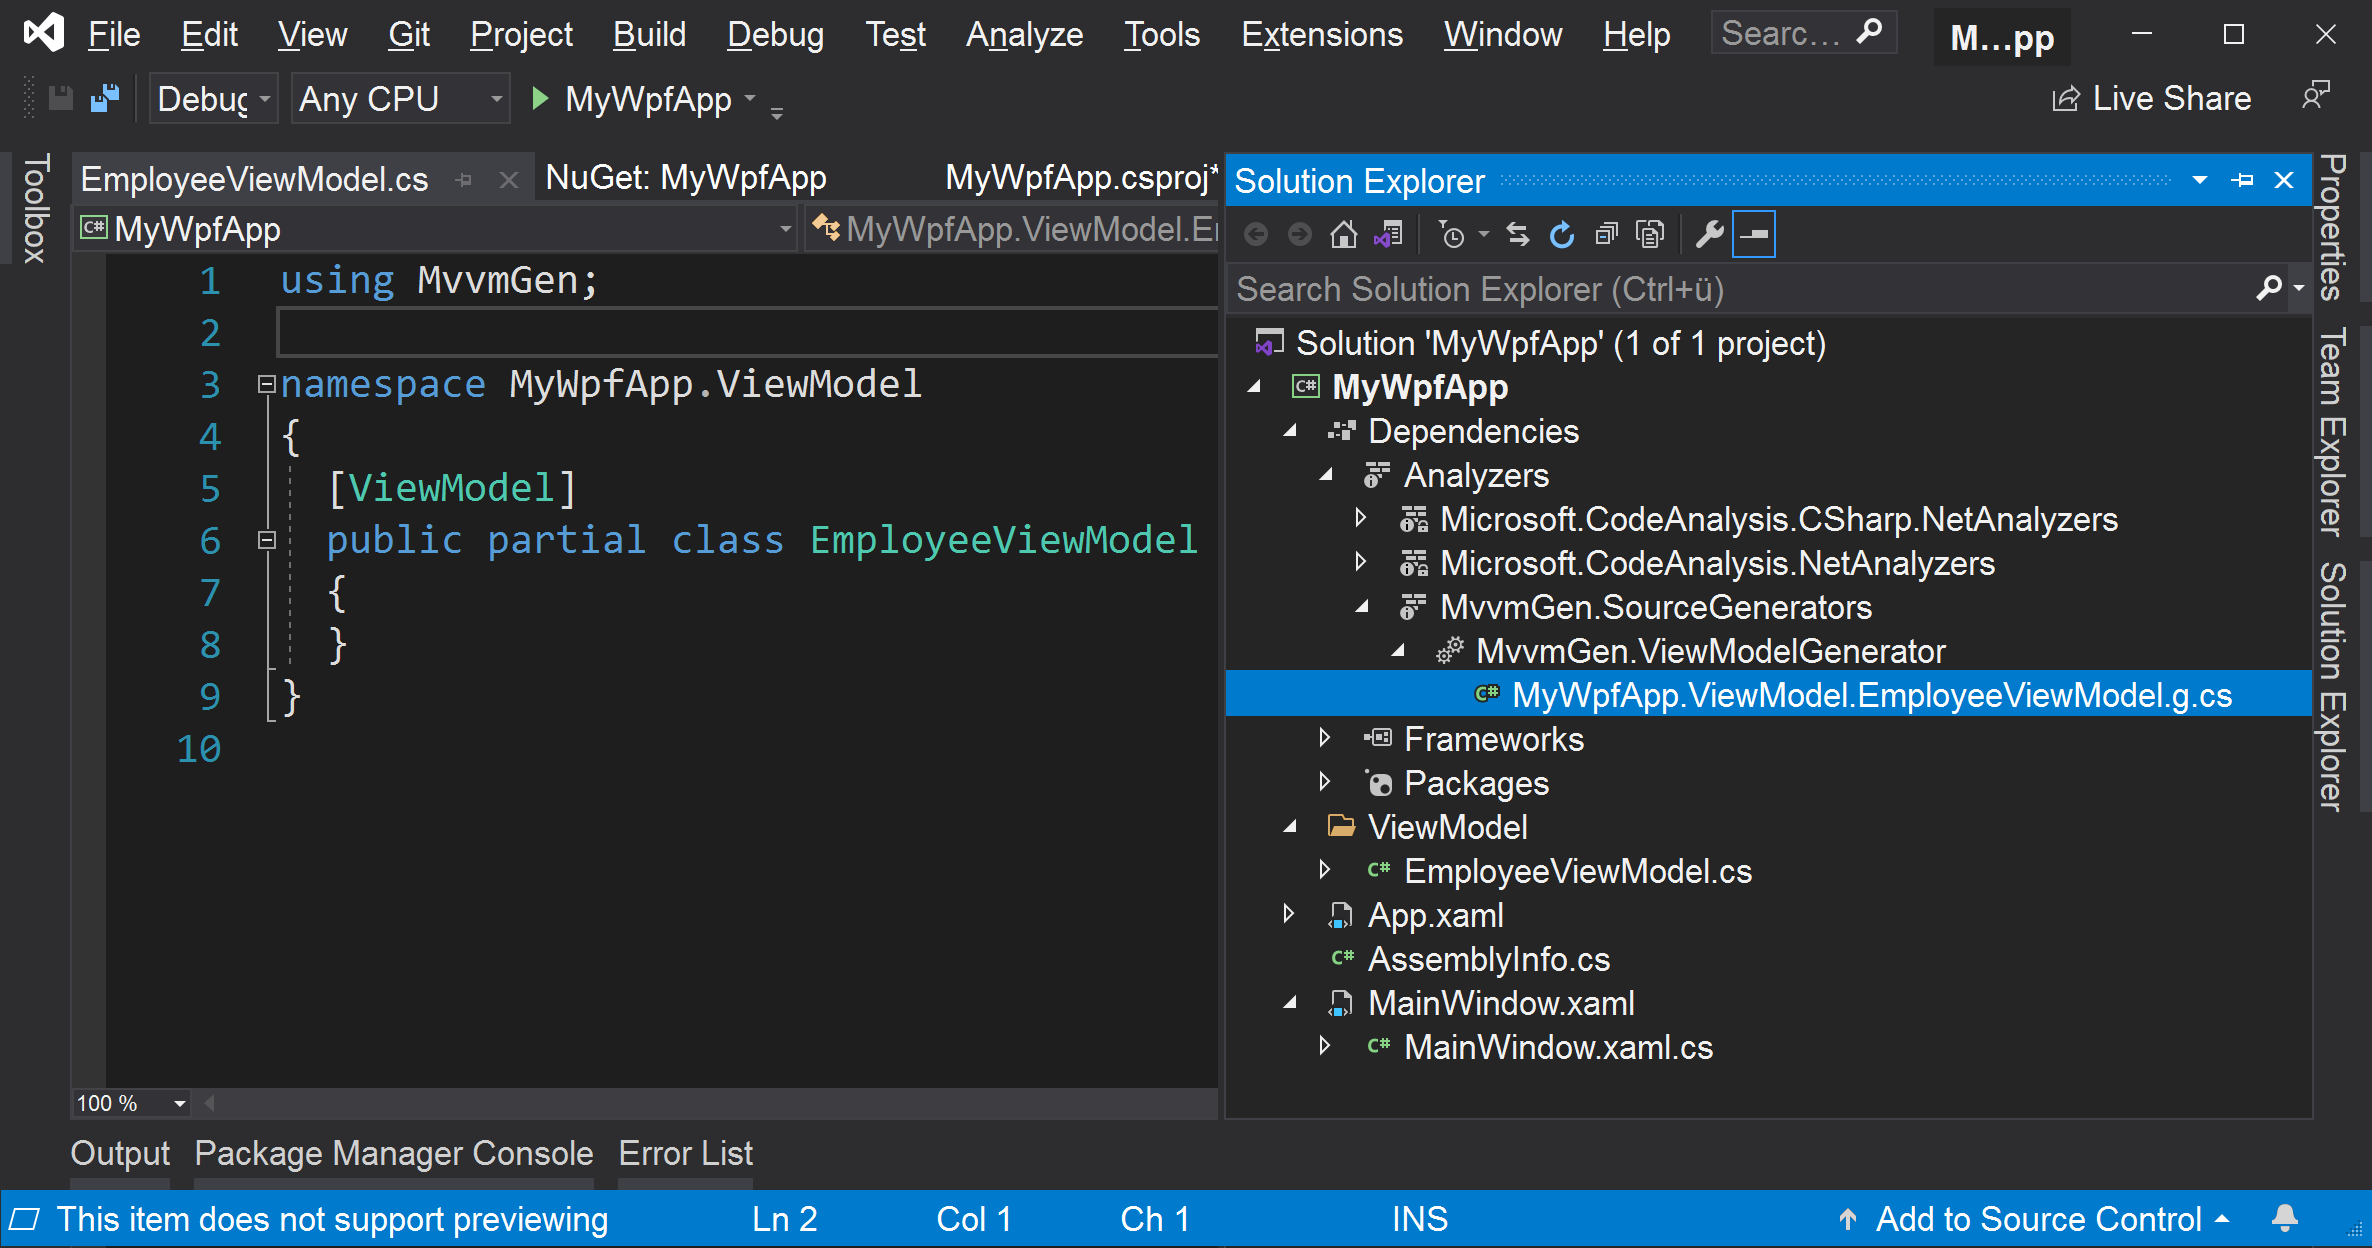 File Edit View Git Project Build Debug Test Analyze Tools Extensions Window Help Searc... M...pp
Debug Any CPU MyWpfApp Live Share
Toolbox
EmployeeViewModel.cs NuGet: MyWpfApp MyWpfApp.csproj*
MyWpfApp MyWpfApp.ViewModel.E
1 using MvvmGen;
2
3 namespace MyWpfApp.ViewModel
4 {
5 [ViewModel]
6 public partial class EmployeeViewModel
7 {
8 }
9 }
10
100 %
Solution Explorer
Search Solution Explorer (Ctrl+ü)
Solution 'MyWpfApp' (1 of 1 project)
C# MyWpfApp
Dependencies
Analyzers
Microsoft.CodeAnalysis.CSharp.NetAnalyzers
Microsoft.CodeAnalysis.NetAnalyzers
MvvmGen.SourceGenerators
MvvmGen.ViewModelGenerator
C# MyWpfApp.ViewModel.EmployeeViewModel.g.cs
Frameworks
Packages
ViewModel
C# EmployeeViewModel.cs
App.xaml
C# AssemblyInfo.cs
MainWindow.xaml
C# MainWindow.xaml.cs
Properties
Team Explorer
Solution Explorer
Output Package Manager Console Error List
This item does not support previewing Ln 2 Col 1 Ch 1 INS Add to Source Control